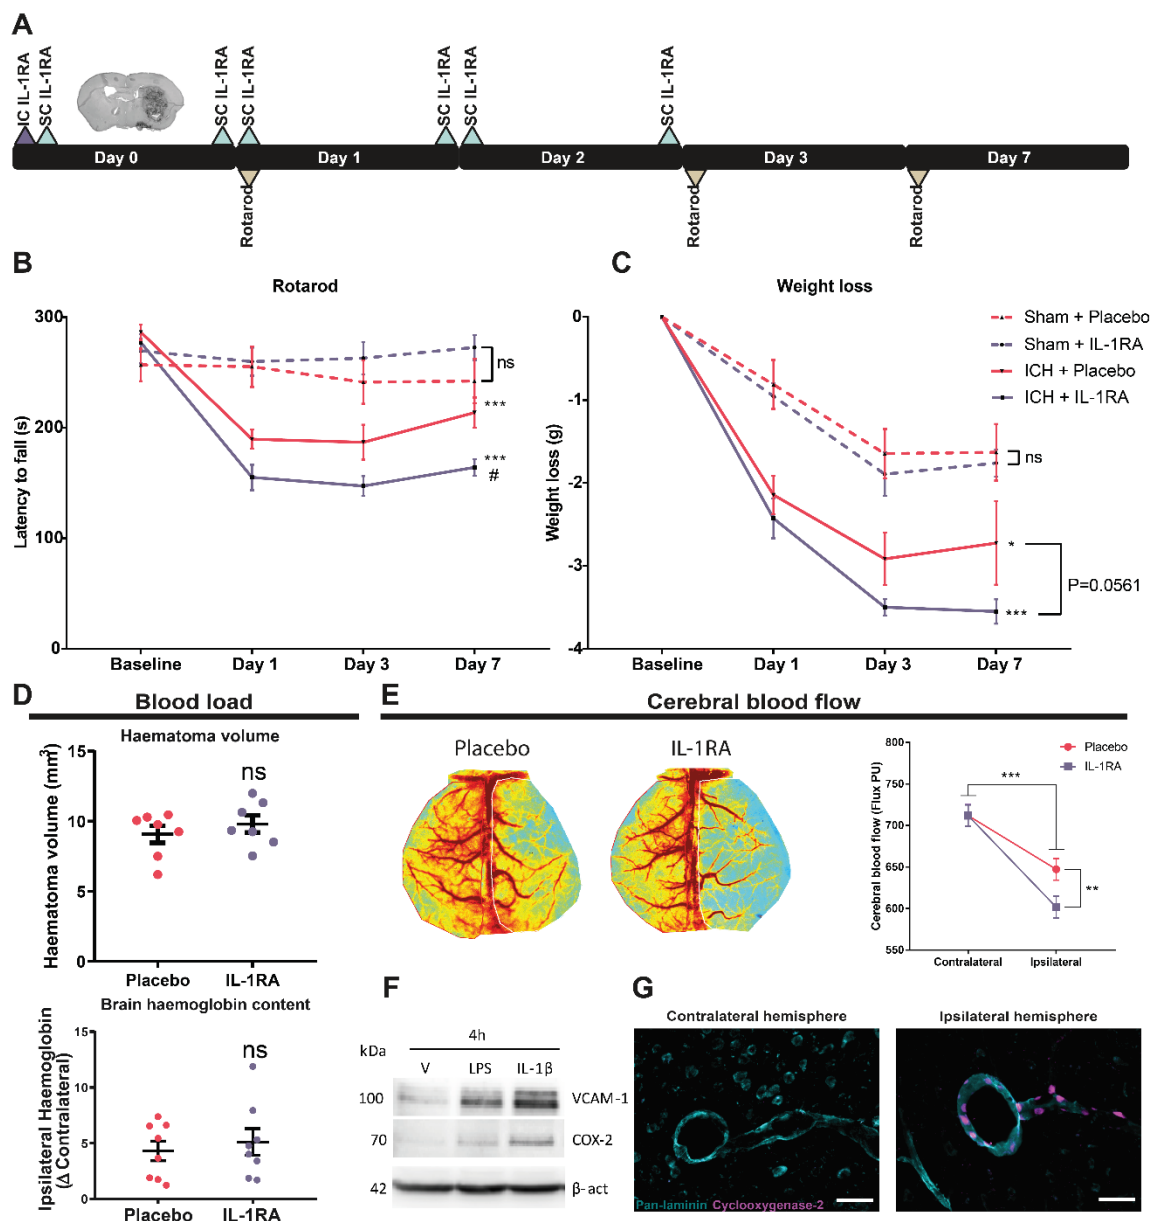 A
IC IL-1RA
SC IL-1RA
SC IL-1RA
SC IL-1RA
SC IL-1RA
SC IL-1RA
SC IL-1RA
Day 0
Day 1
Day 2
Day 3
Day 7
Rotarod
Rotarod
Rotarod
B
Rotarod
Latency to fall (s)
300
200
100
0
ns
***
***
#
Baseline
Day 1
Day 3
Day 7
C
Weight loss
Weight loss (g)
0
-1
-2
-3
-4
Sham + Placebo
Sham + IL-1RA
ICH + Placebo
ICH + IL-1RA
ns
*
***
P=0.0561
Baseline
Day 1
Day 3
Day 7
D
Blood load
Haematoma volume
Haematoma volume (mm³)
15
10
5
0
ns
Placebo
IL-1RA
Brain haemoglobin content
Ipsilateral Haemoglobin
(Δ Contralateral)
15
10
5
0
ns
Placebo
IL-1RA
E
Cerebral blood flow
Placebo
IL-1RA
Cerebral blood flow (Flux PU)
800
750
700
650
600
550
Placebo
IL-1RA
***
**
Contralateral
Ipsilateral
F
4h
kDa
V
LPS
IL-1β
100
VCAM-1
70
COX-2
42
β-act
G
Contralateral hemisphere
Ipsilateral hemisphere
Pan-laminin Cyclooxygenase-2